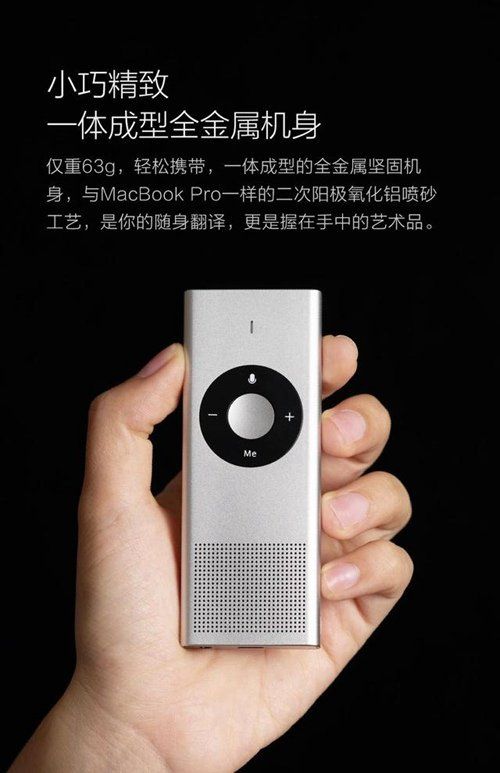 小巧精致
一体成型全金属机身
仅重63g，轻松携带，一体成型的全金属坚固机
身，与MacBook Pro一样的二次阳极氧化铝喷砂
工艺，是你的随身翻译，更是握在手中的艺术品。
− +
Me